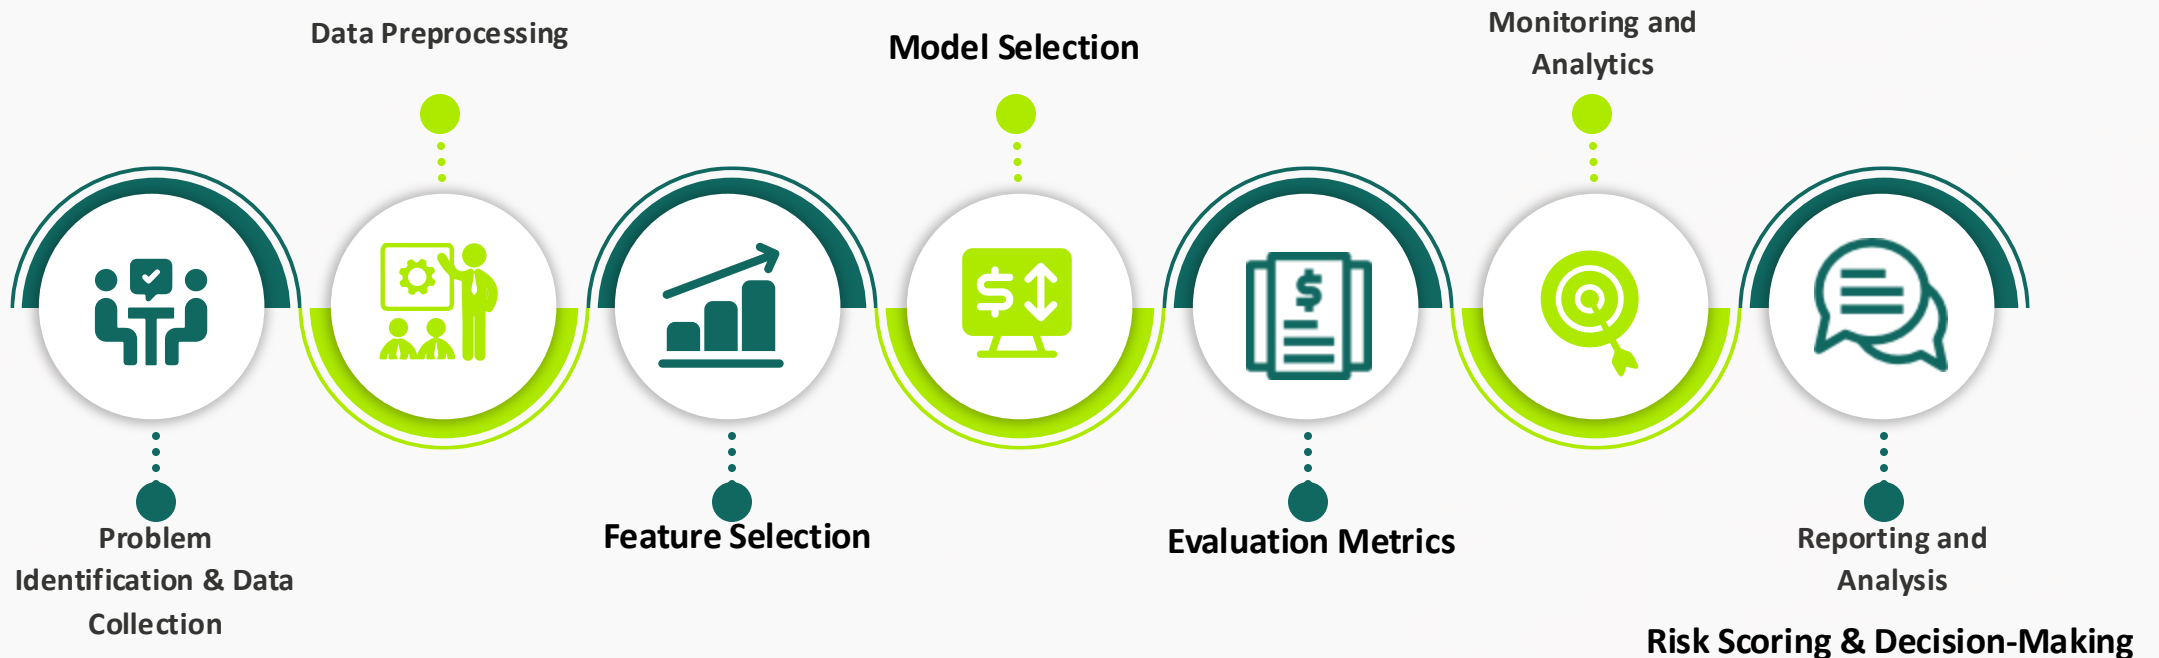 Data Preprocessing
Model Selection
Monitoring and
Analytics
$
$
Problem
Identification & Data
Collection
Feature Selection
Evaluation Metrics
Reporting and
Analysis
Risk Scoring & Decision-Making